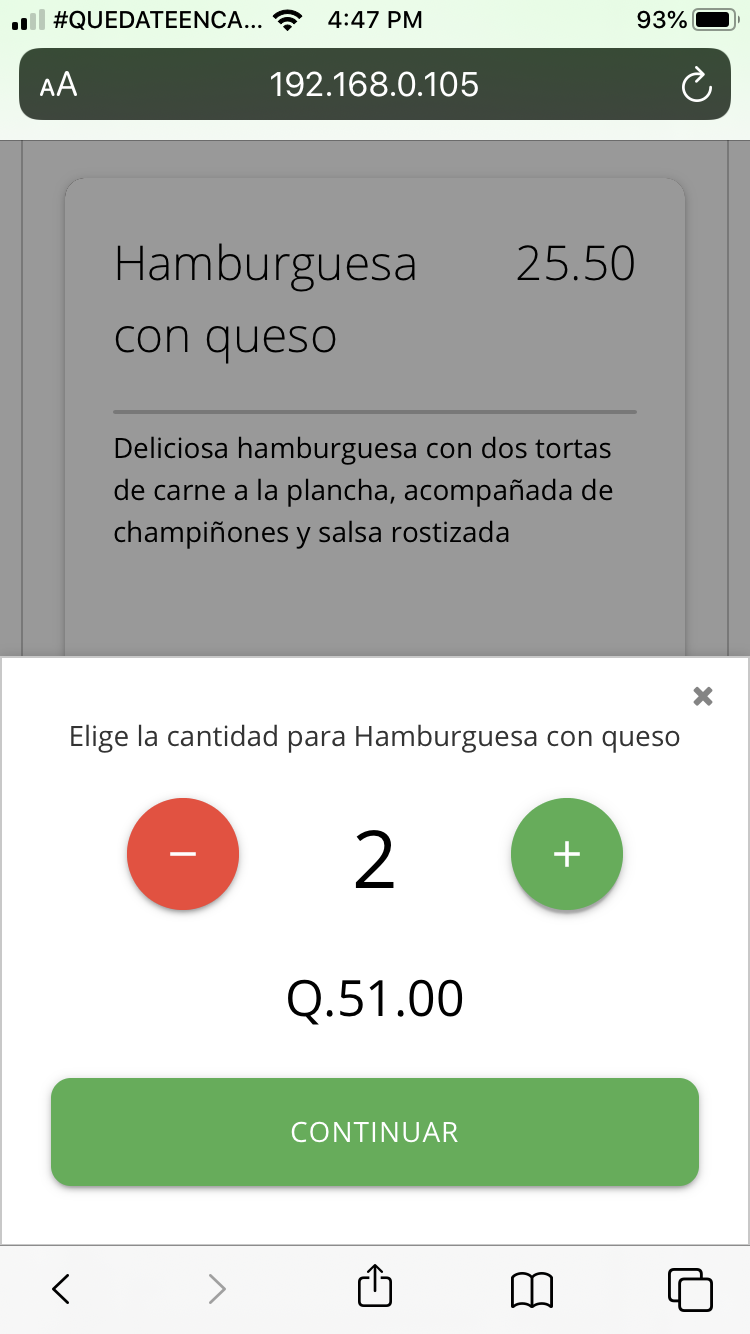 #QUEDATEENCA... 4:47 PM 93%
AA 192.168.0.105
Hamburguesa 25.50
con queso
Deliciosa hamburguesa con dos tortas
de carne a la plancha, acompañada de
champiñones y salsa rostizada
Elige la cantidad para Hamburguesa con queso
− 2 +
Q.51.00
CONTINUAR